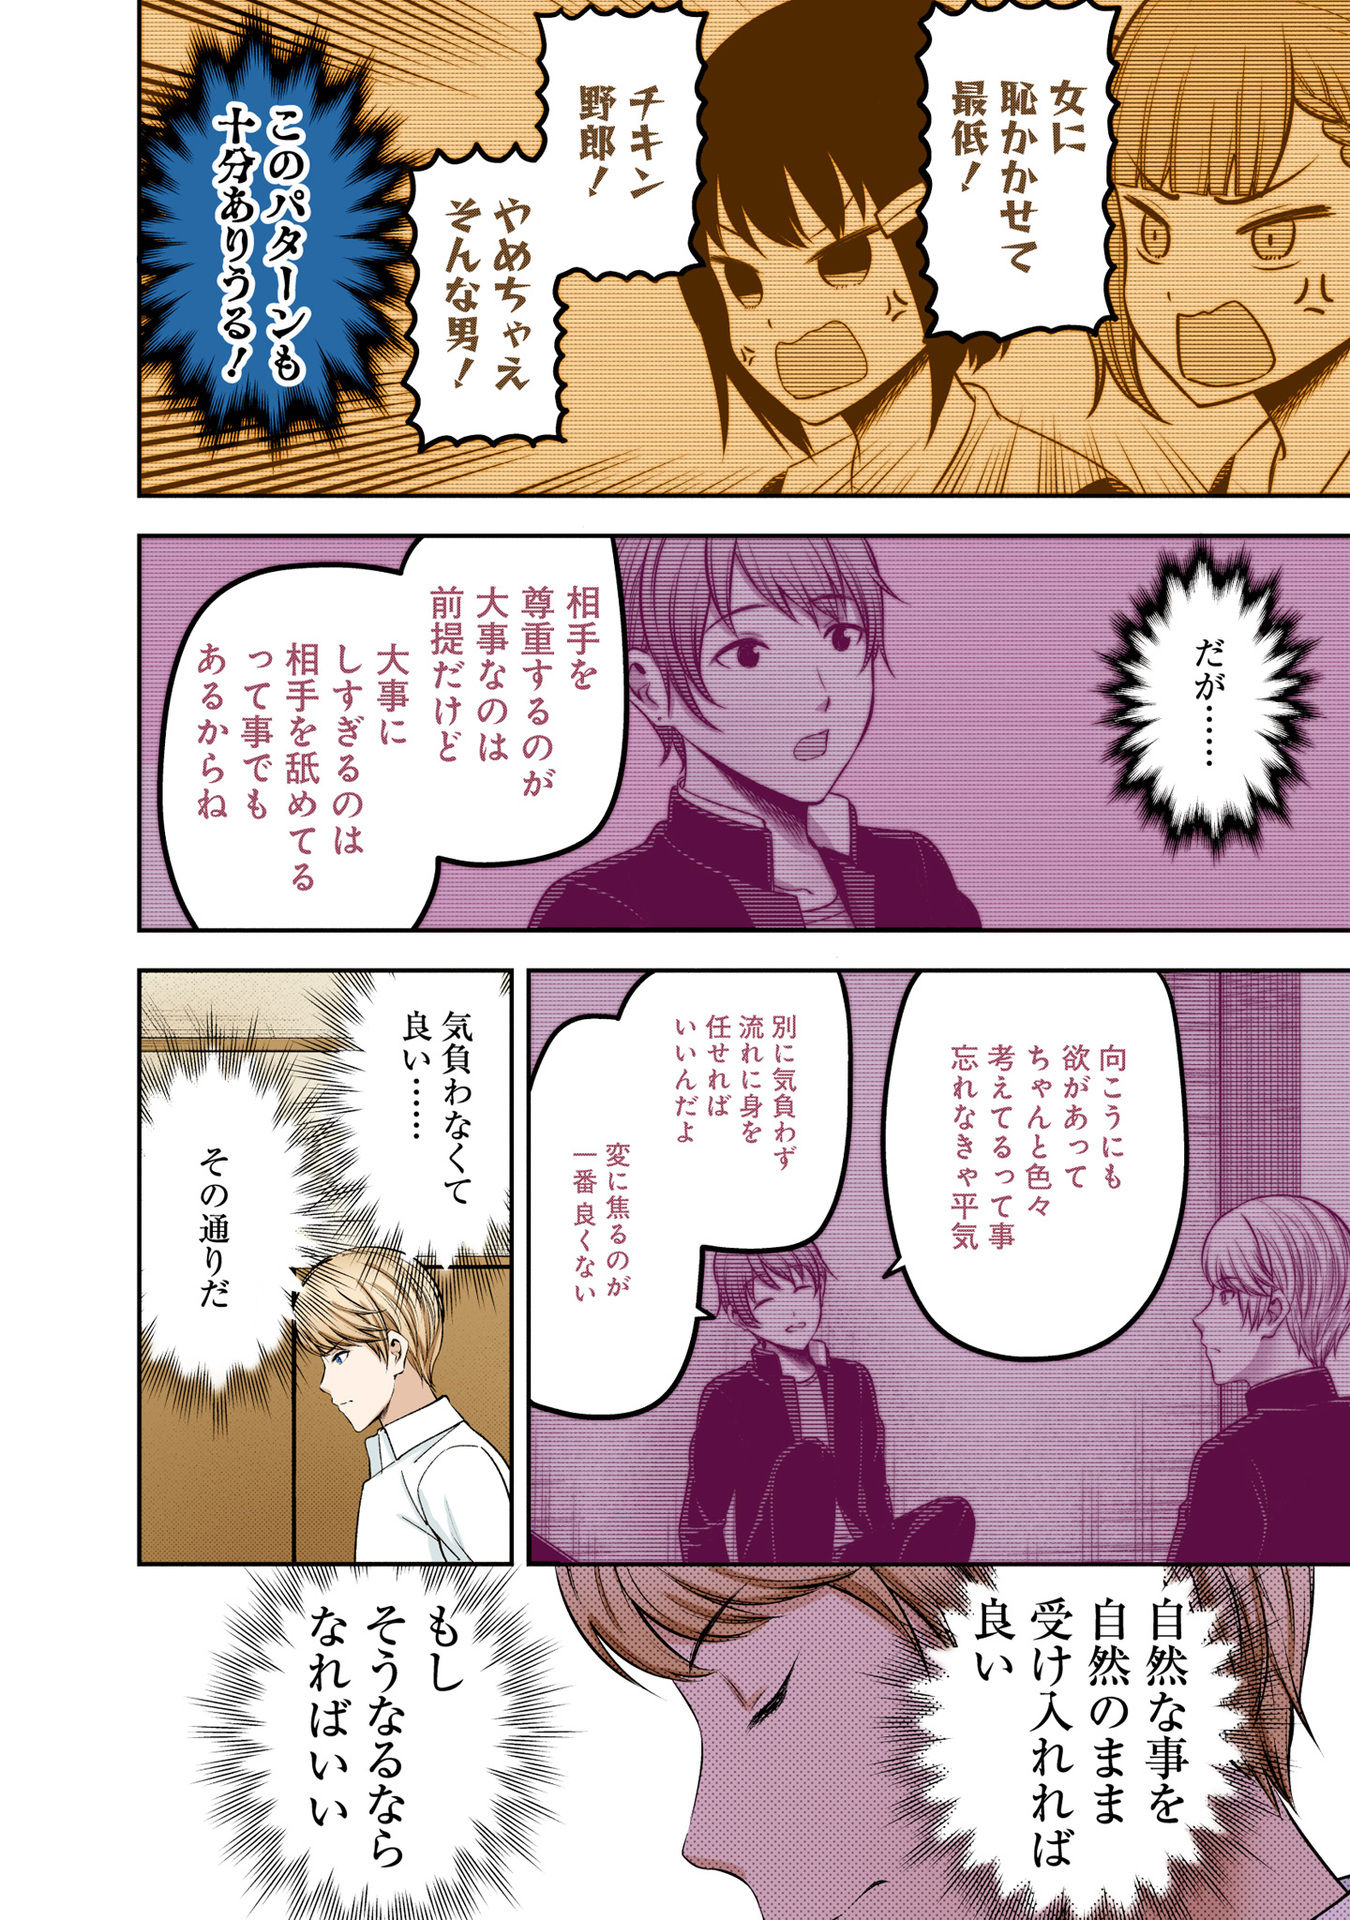 女に
恥かかせて
最低！
チキン
野郎！
やめちゃえ
そんな男！
このパターンも
十分ありうる！
だが……
相手を
尊重するのが
大事なのは
前提だけど
大事に
しすぎるのは
相手を舐めてる
って事でも
あるからね
向こうにも
欲があって
ちゃんと色々
考えてるって事
忘れなきゃ平気
別に気負わず
流れに身を
任せれば
いいんだよ
変に焦るのが
一番良くない
気負わなくて
良い……
その通りだ
自然な事を
自然のまま
受け入れれば
良い
もし
そうなるなら
なればいい